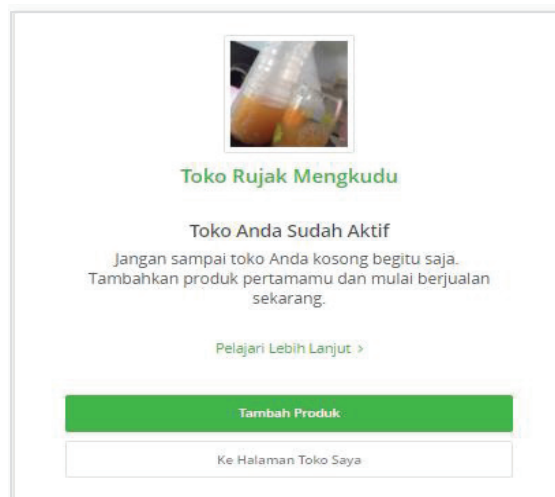 Toko Rujak Mengkudu
Toko Anda Sudah Aktif
Jangan sampai toko Anda kosong begitu saja.
Tambahkan produk pertamamu dan mulai berjualan
sekarang.
Pelajari Lebih Lanjut >
Tambah Produk
Ke Halaman Toko Saya